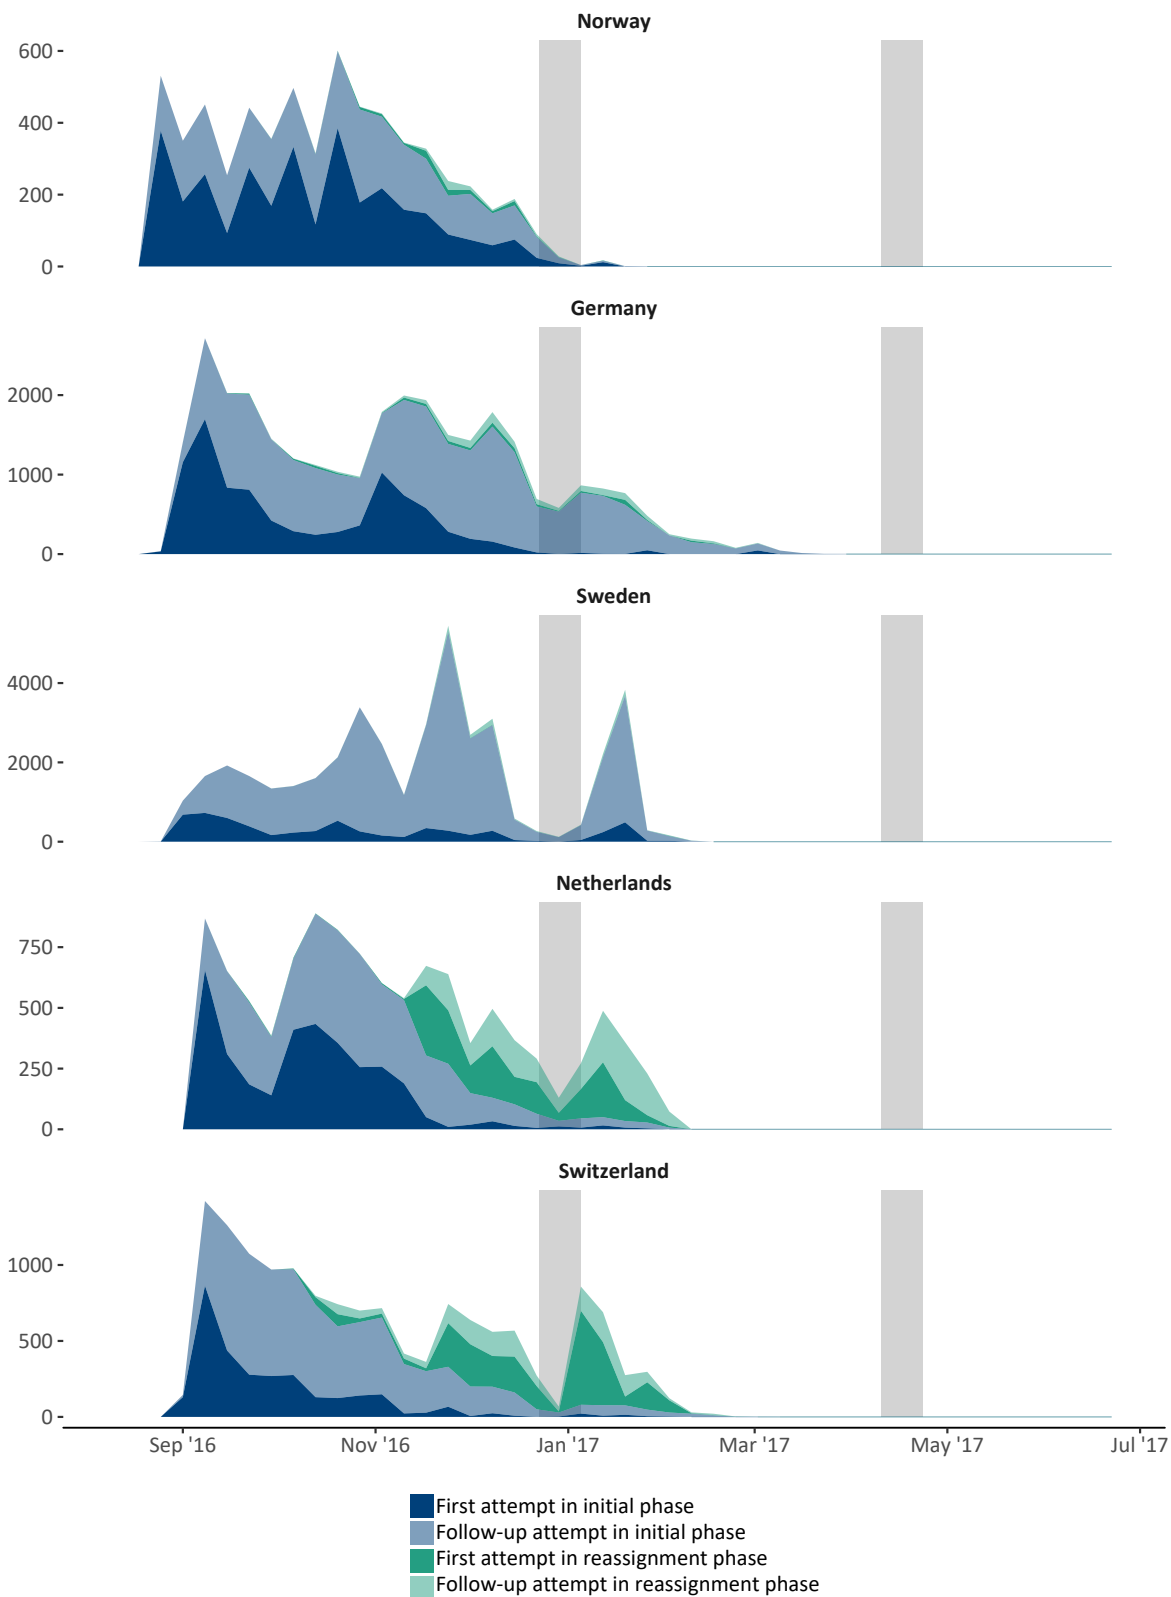 Norway
600
400
200
0
Germany
2000
1000
0
Sweden
4000
2000
0
Netherlands
750
500
250
0
Switzerland
1000
500
0
Sep '16 Nov '16 Jan '17 Mar '17 May '17 Jul '17
First attempt in initial phase
Follow-up attempt in initial phase
First attempt in reassignment phase
Follow-up attempt in reassignment phase